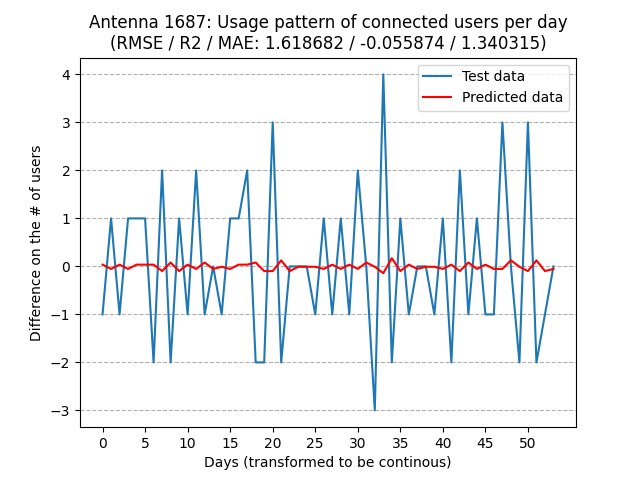 Antenna 1687: Usage pattern of connected users per day
(RMSE / R2 / MAE: 1.618682 / -0.055874 / 1.340315)
Test data
Predicted data
Difference on the # of users
4
3
2
1
0
−1
−2
−3
0 5 10 15 20 25 30 35 40 45 50
Days (transformed to be continous)